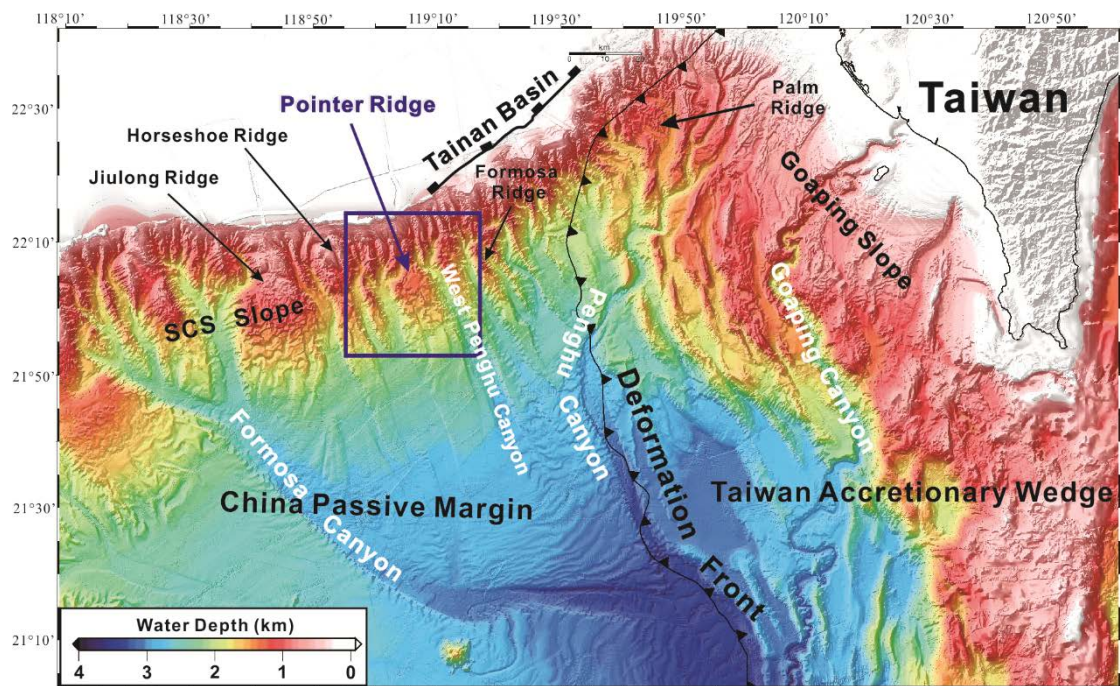 118°10' 118°30' 118°50' 119°10' 119°30' 119°50' 120°10' 120°30' 120°50'
km
0 10
Taiwan
22°30'
Pointer Ridge
Tainan Basin
Palm
Ridge
Horseshoe Ridge
Jiulong Ridge
Formosa
Ridge
Goaping Slope
22°10'
SCS Slope
West Penghu Canyon
Penghu Canyon
Goaping Canyon
21°50'
Formosa Canyon
Deformation Front
China Passive Margin
Taiwan Accretionary Wedge
21°30'
21°10'
Water Depth (km)
4 3 2 1 0